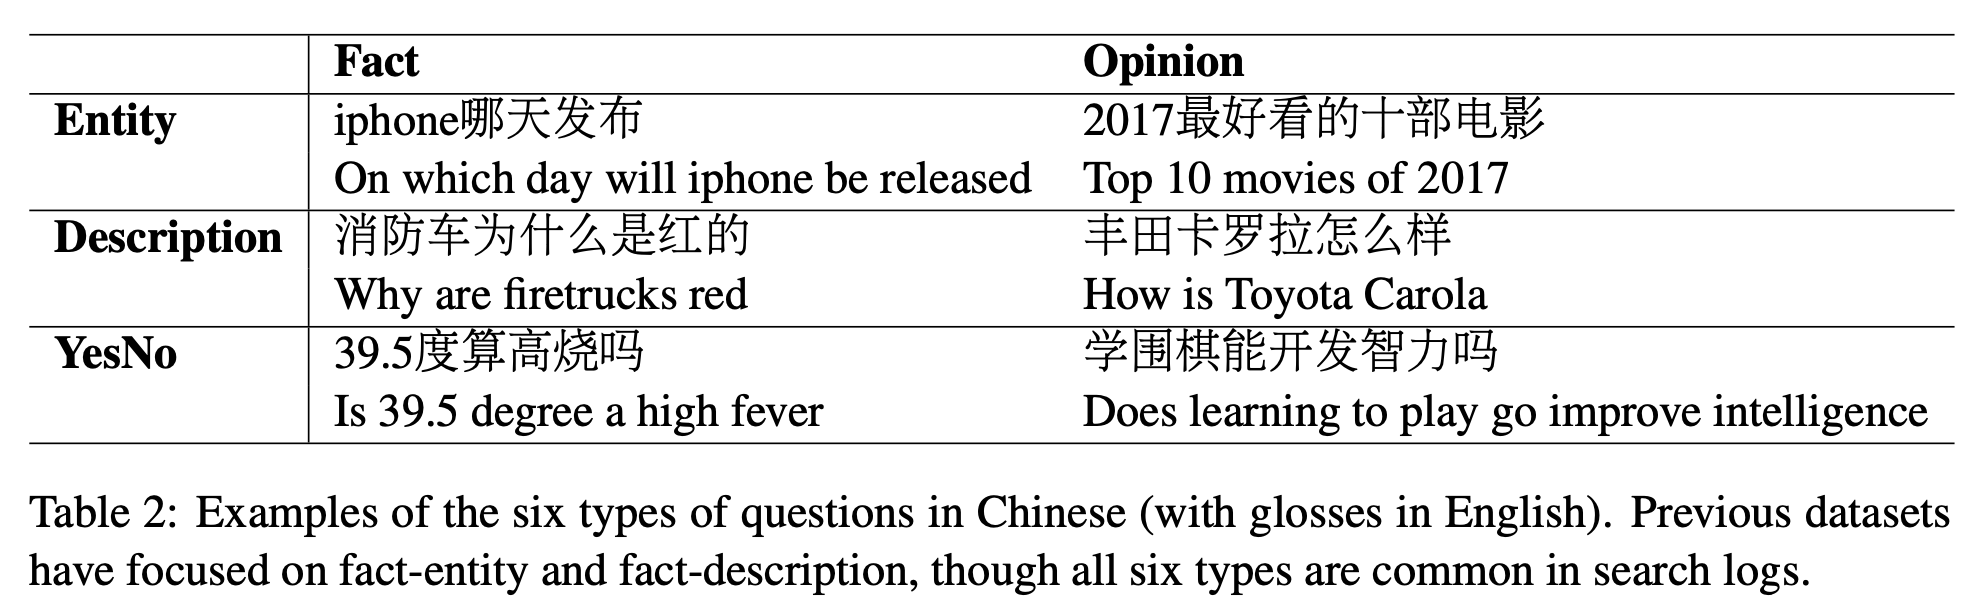 Fact Opinion
Entity iphone哪天发布 2017最好看的十部电影
On which day will iphone be released Top 10 movies of 2017
Description 消防车为什么是红的 丰田卡罗拉怎么样
Why are firetrucks red How is Toyota Carola
YesNo 39.5度算高烧吗 学围棋能开发智力吗
Is 39.5 degree a high fever Does learning to play go improve intelligence
Table 2: Examples of the six types of questions in Chinese (with glosses in English). Previous datasets
have focused on fact-entity and fact-description, though all six types are common in search logs.